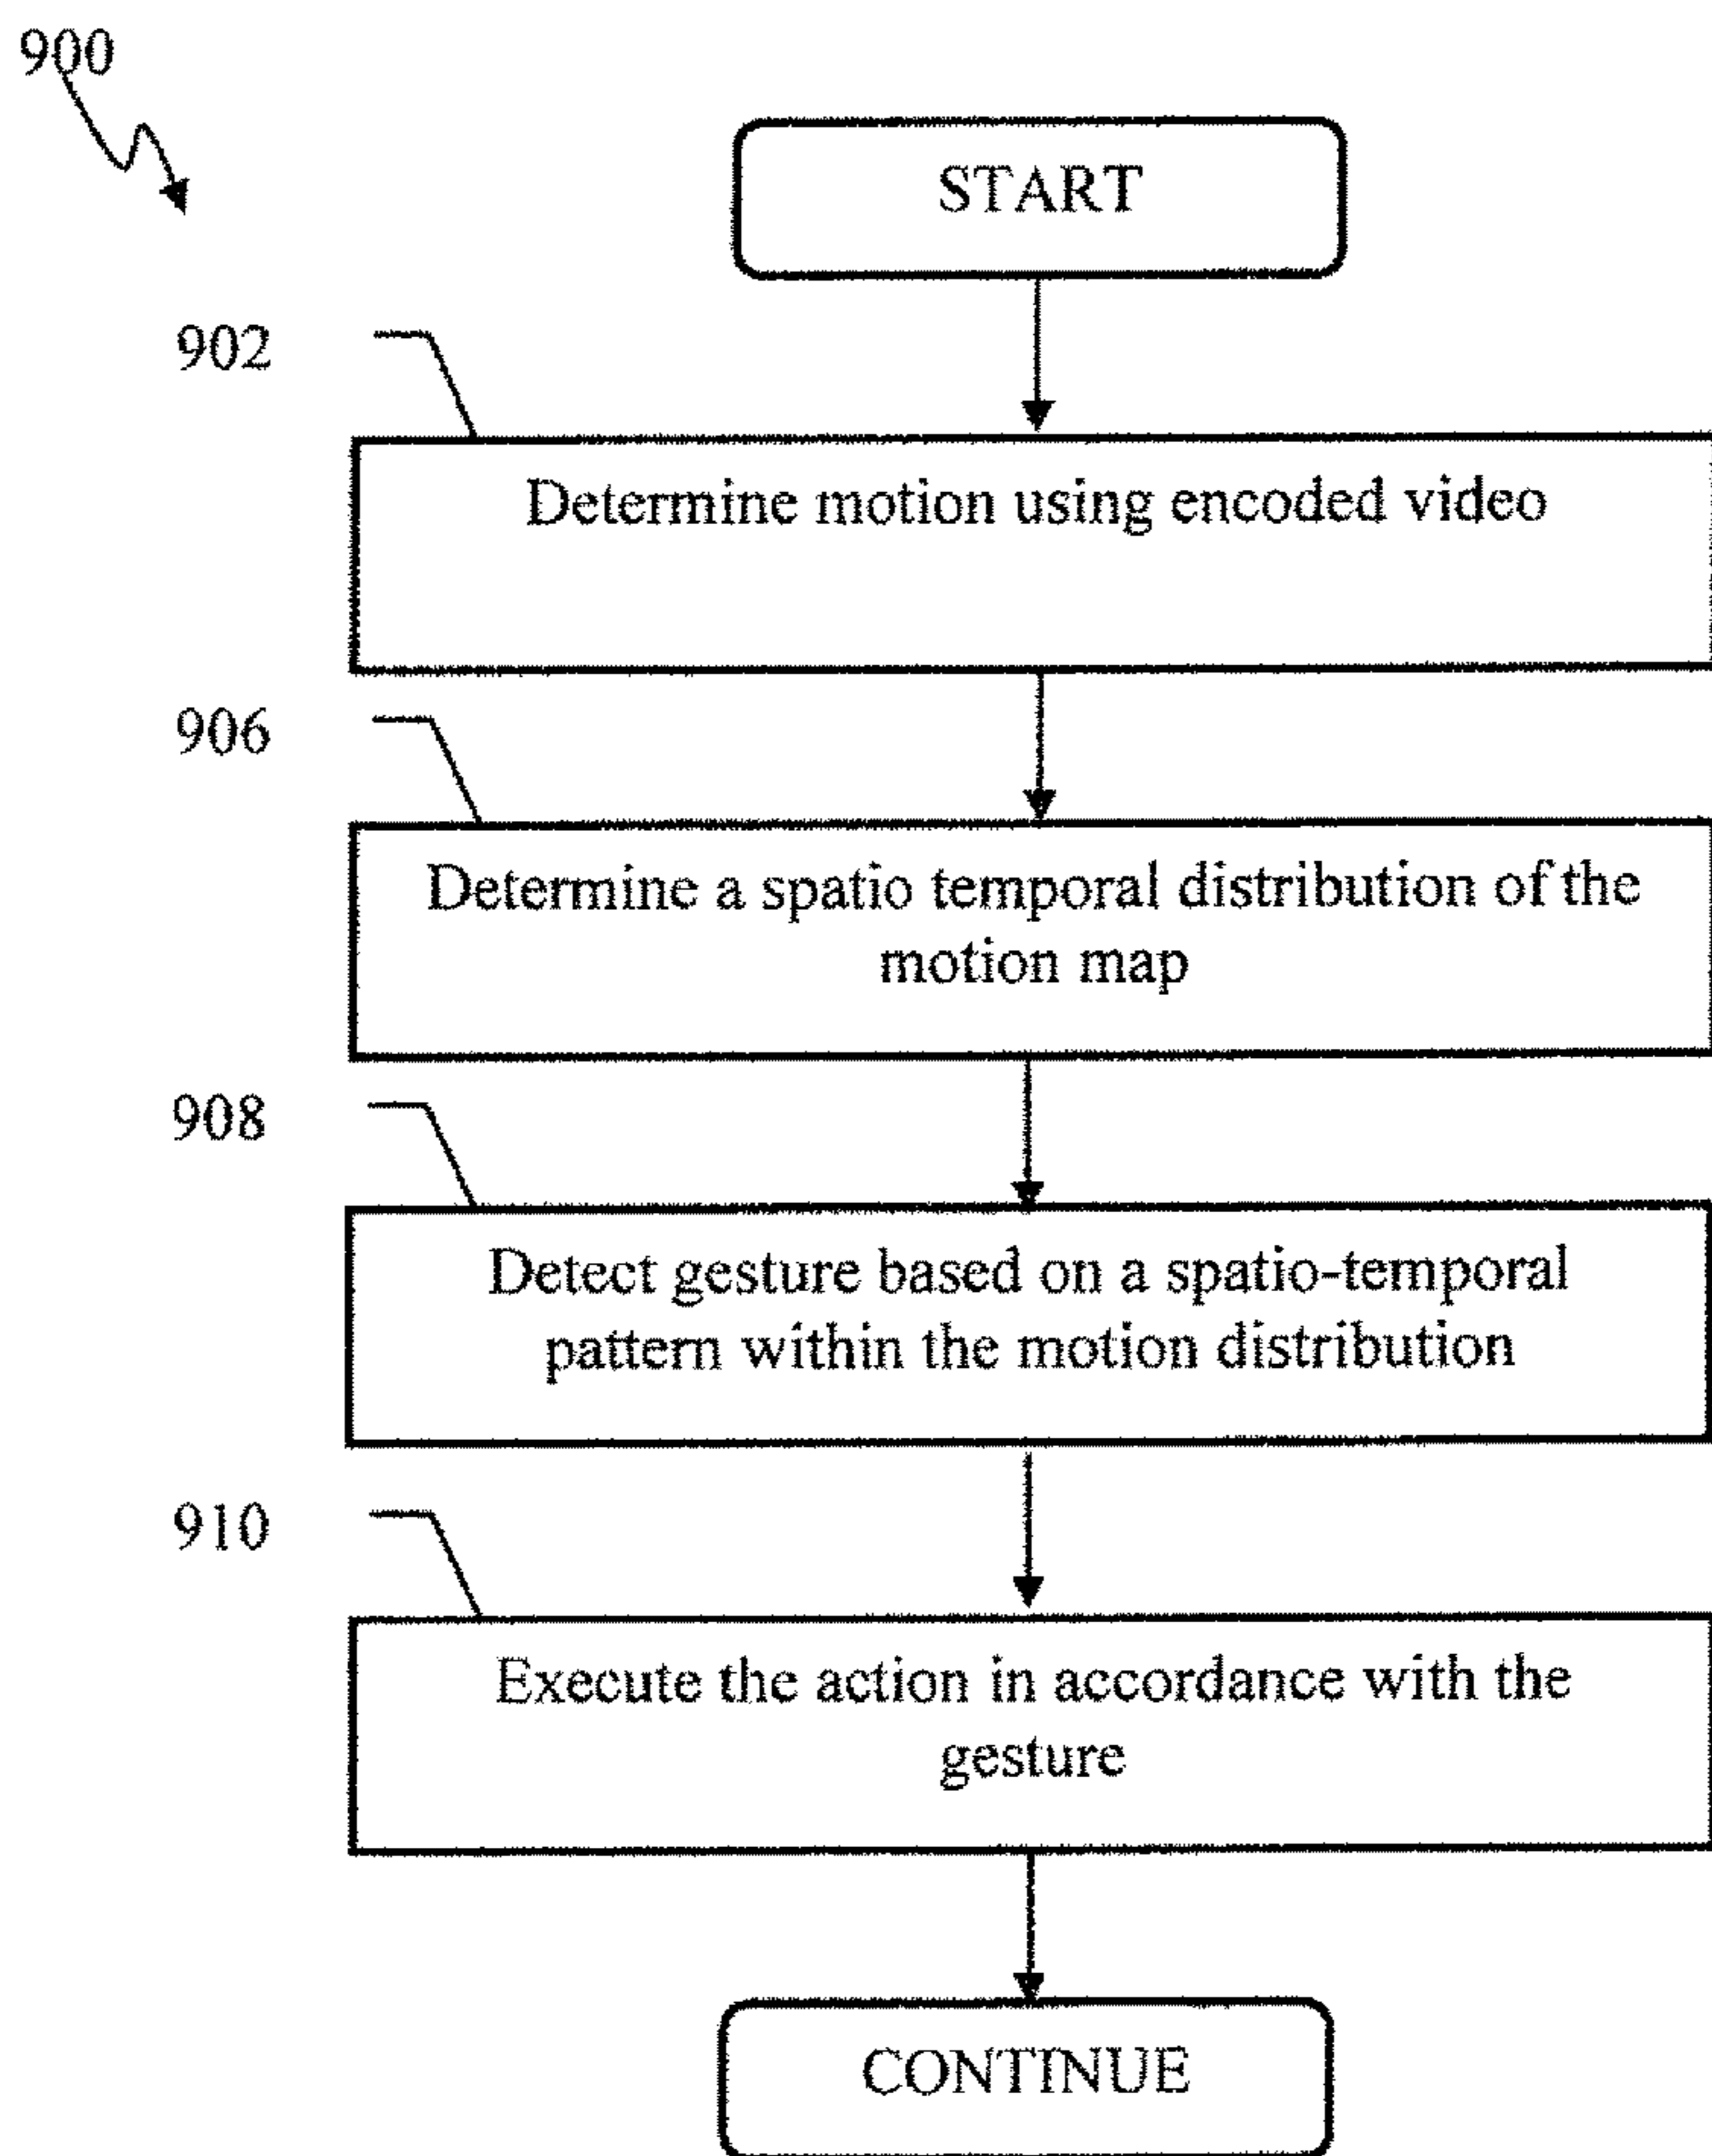 900
START
902
Determine motion using encoded video
906
Determine a spatio temporal distribution of the
motion map
908
Detect gesture based on a spatio-temporal
pattern within the motion distribution
910
Execute the action in accordance with the
gesture
CONTINUE